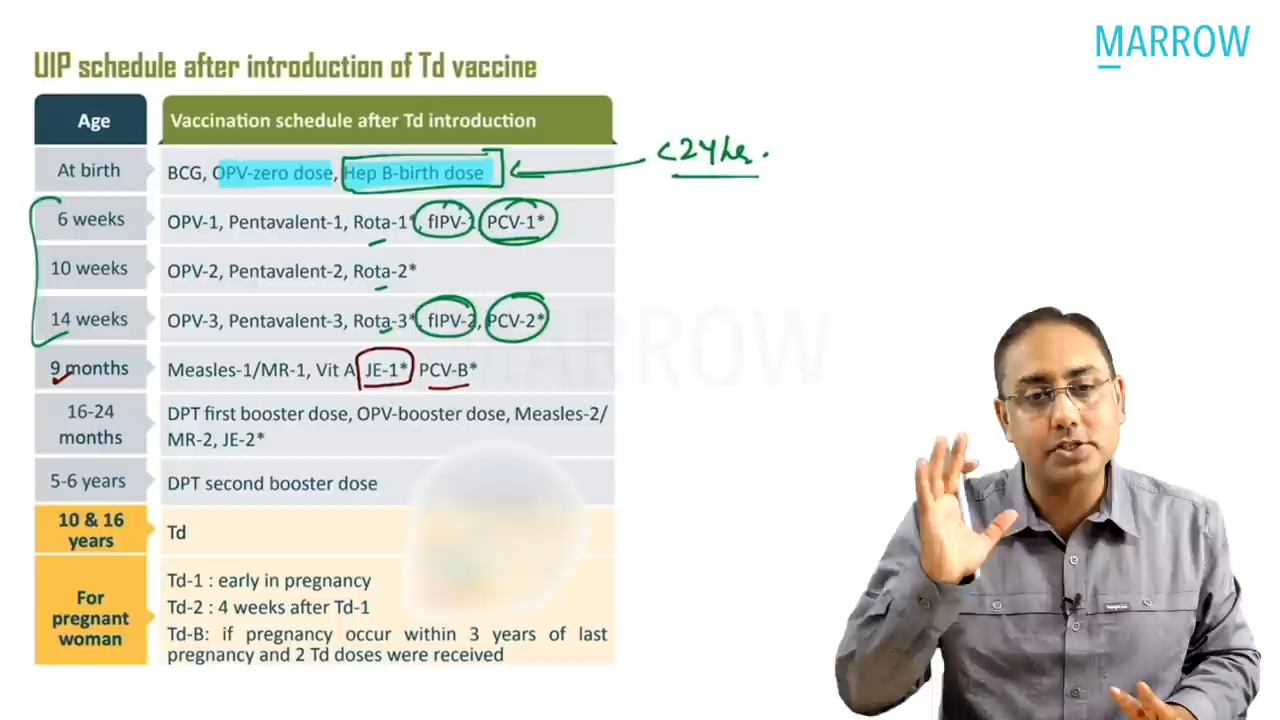 MARROW
UIP schedule after introduction of Td vaccine
Age
Vaccination schedule after Td introduction
At birth
BCG, OPV-zero dose, Hep B-birth dose
<24 hr.
6 weeks
OPV-1, Pentavalent-1, Rota-1*, fIPV-1, PCV-1*
10 weeks
OPV-2, Pentavalent-2, Rota-2*
14 weeks
OPV-3, Pentavalent-3, Rota-3*, fIPV-2, PCV-2*
9 months
Measles-1/MR-1, Vit A, JE-1* PCV-B*
16-24
months
DPT first booster dose, OPV-booster dose, Measles-2/
MR-2, JE-2*
5-6 years
DPT second booster dose
10 & 16
years
Td
For
pregnant
woman
Td-1 : early in pregnancy
Td-2 : 4 weeks after Td-1
Td-B: if pregnancy occur within 3 years of last
pregnancy and 2 Td doses were received
MARROW